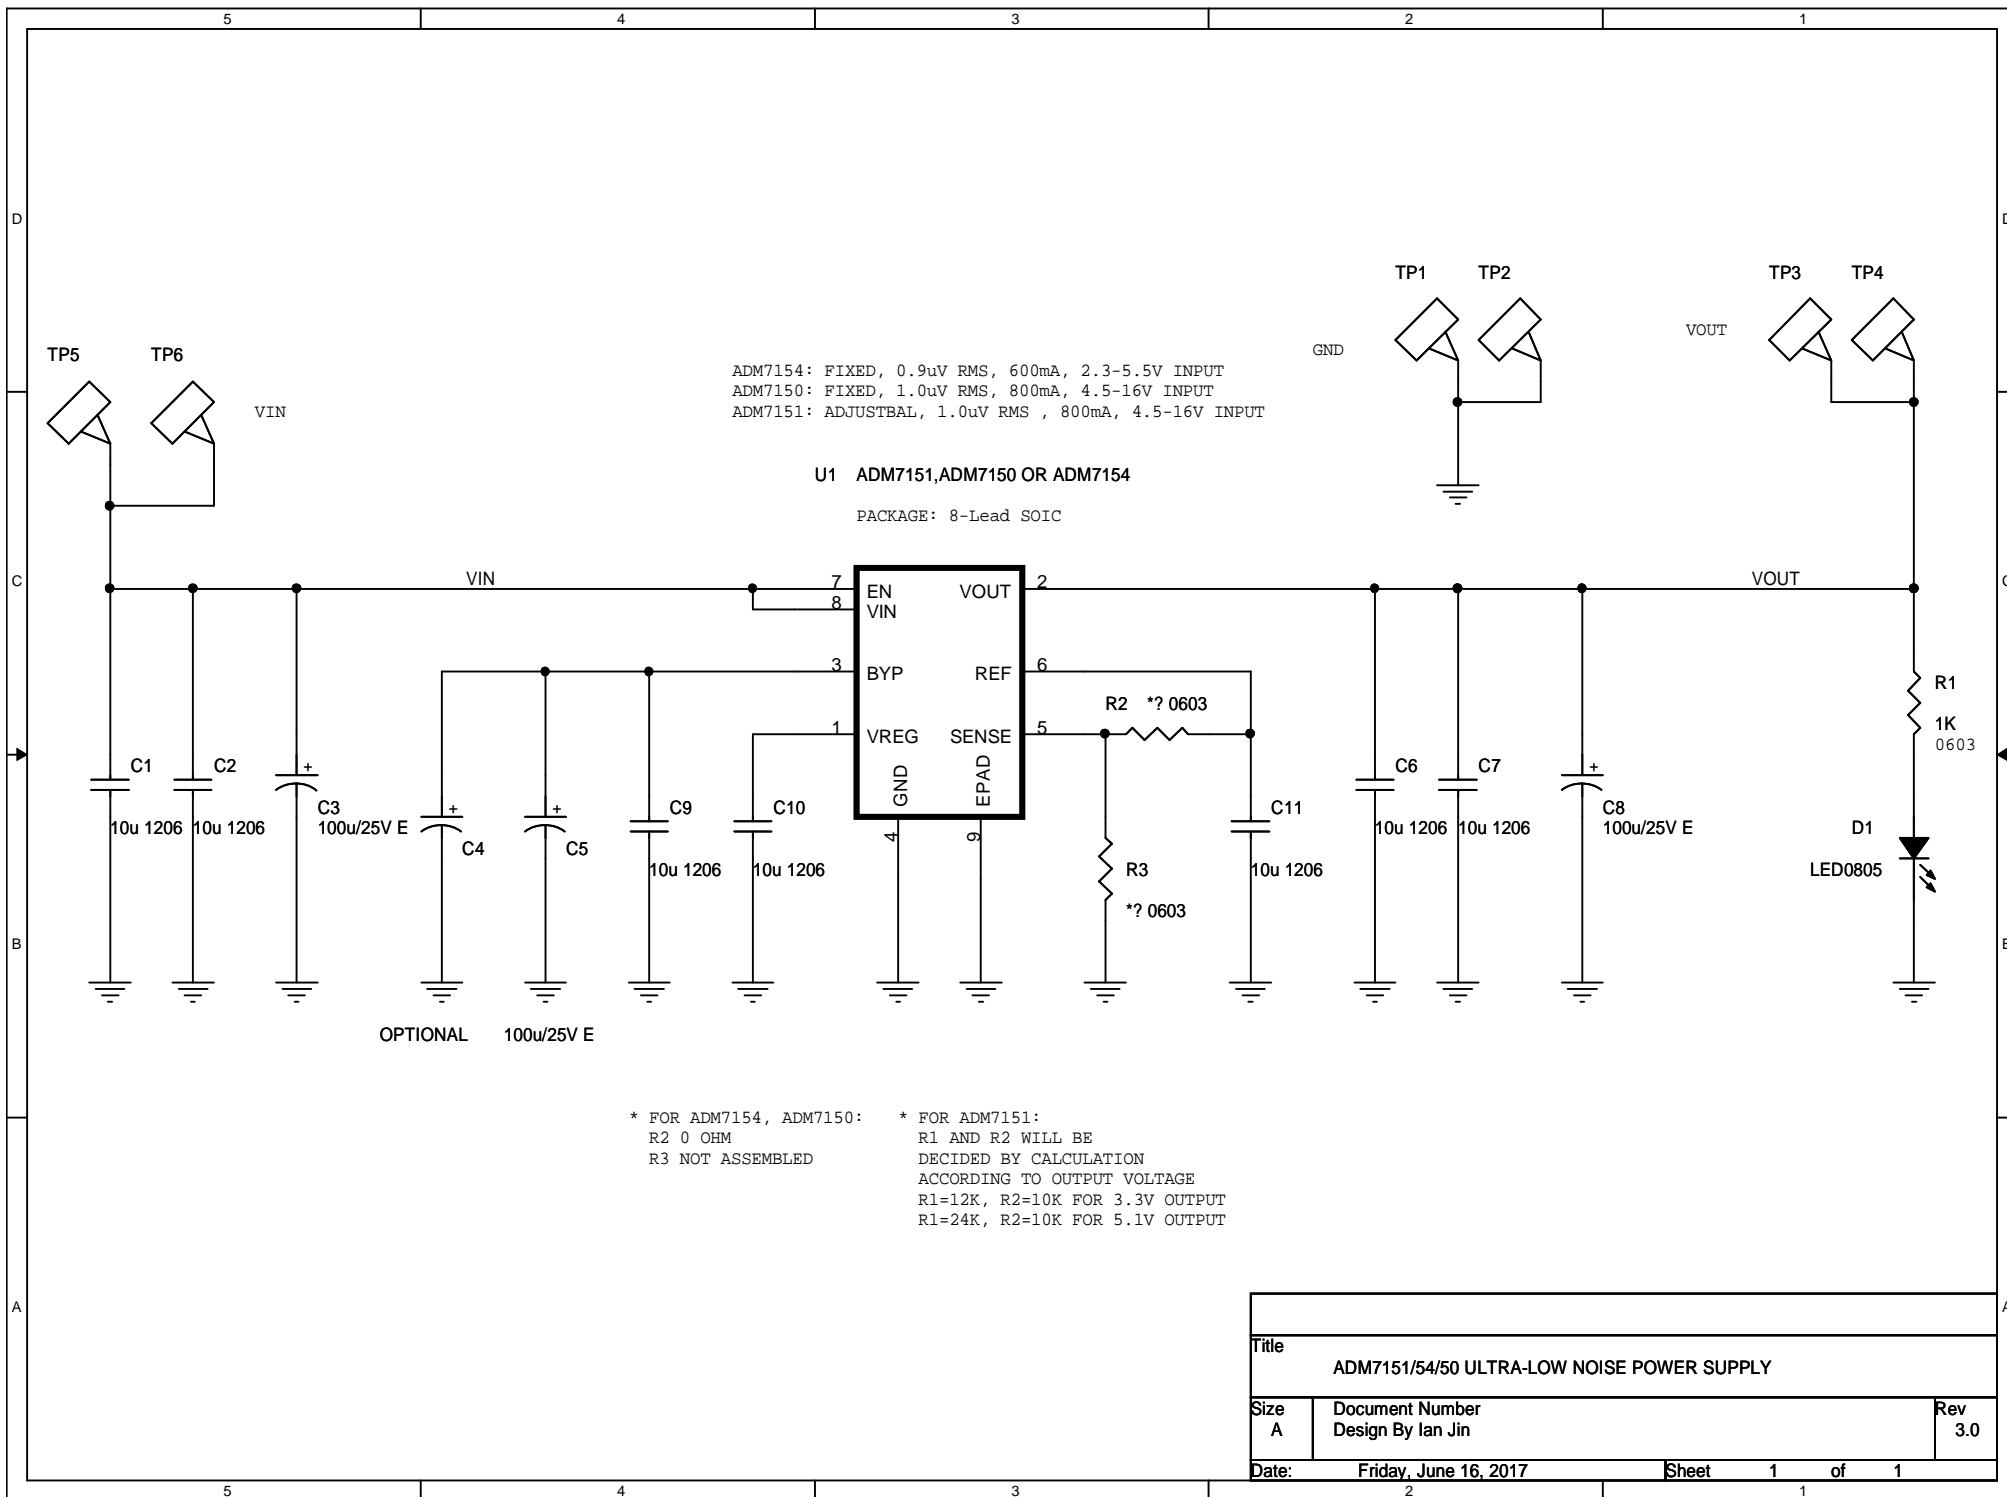 5 4 3 2 1
D
TP1 TP2 TP3 TP4
GND
VOUT
TP5 TP6
VIN
ADM7154: FIXED, 0.9uV RMS, 600mA, 2.3-5.5V INPUT
ADM7150: FIXED, 1.0uV RMS, 800mA, 4.5-16V INPUT
ADM7151: ADJUSTBAL, 1.0uV RMS , 800mA, 4.5-16V INPUT
U1 ADM7151,ADM7150 OR ADM7154
PACKAGE: 8-Lead SOIC
C
VIN
7
8
3
1
EN
VIN
BYP
VREG
GND
EPAD
VOUT
REF
SENSE
2
6
5
4
9
VOUT
R2 *? 0603
R3
*? 0603
R1
1K
0603
C1
10u 1206
C2
10u 1206
C3
100u/25V E
C4
C5
C9
10u 1206
C10
10u 1206
C11
10u 1206
C6
10u 1206
C7
10u 1206
C8
100u/25V E
+
+
+
+
D1
LED0805
B
OPTIONAL 100u/25V E
* FOR ADM7154, ADM7150:
R2 0 OHM
R3 NOT ASSEMBLED
* FOR ADM7151:
R1 AND R2 WILL BE
DECIDED BY CALCULATION
ACCORDING TO OUTPUT VOLTAGE
R1=12K, R2=10K FOR 3.3V OUTPUT
R1=24K, R2=10K FOR 5.1V OUTPUT
A
Title
ADM7151/54/50 ULTRA-LOW NOISE POWER SUPPLY
Size
A
Document Number
Design By Ian Jin
Rev
3.0
Date: Friday, June 16, 2017 Sheet 1 of 1
5 4 3 2 1